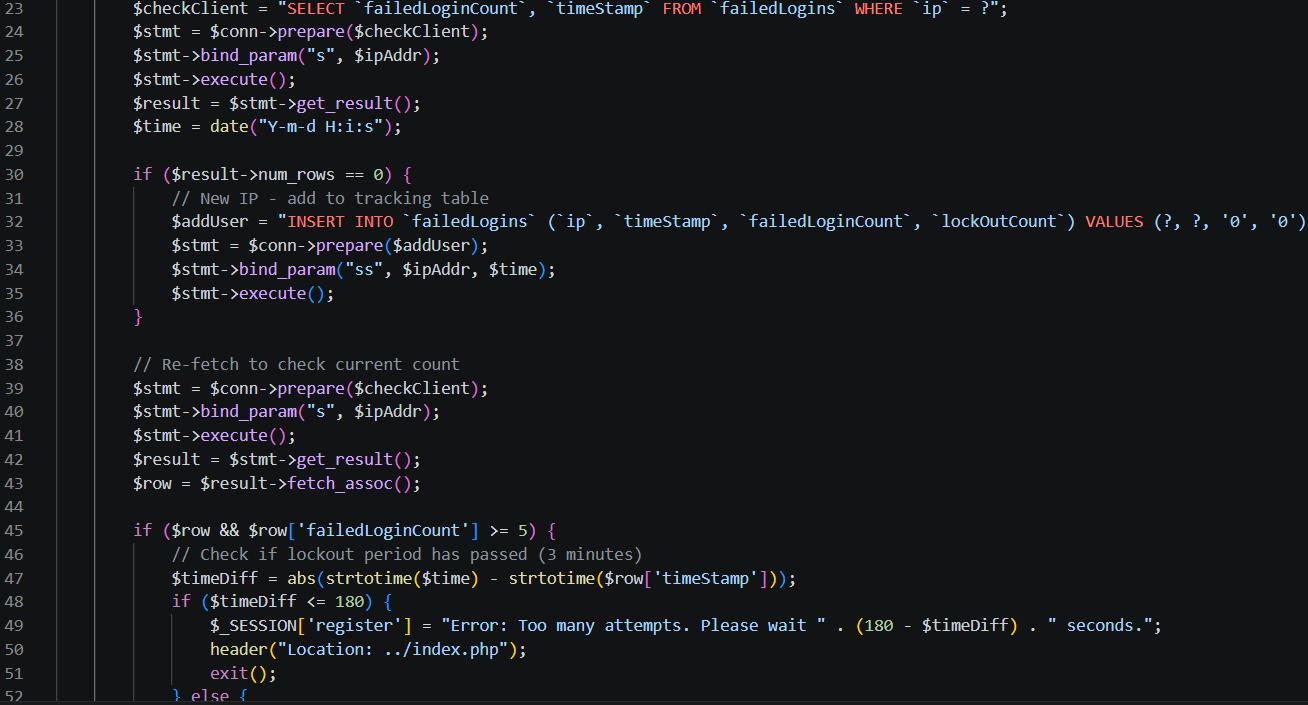 23 $checkClient = "SELECT `failedLoginCount`, `timeStamp` FROM `failedLogins` WHERE `ip` = ?";
24 $stmt = $conn->prepare($checkClient);
25 $stmt->bind_param("s", $ipAddr);
26 $stmt->execute();
27 $result = $stmt->get_result();
28 $time = date("Y-m-d H:i:s");
29
30 if ($result->num_rows == 0) {
31 // New IP - add to tracking table
32 $addUser = "INSERT INTO `failedLogins` (`ip`, `timeStamp`, `failedLoginCount`, `lockOutCount`) VALUES (?, ?, '0', '0')
33 $stmt = $conn->prepare($addUser);
34 $stmt->bind_param("ss", $ipAddr, $time);
35 $stmt->execute();
36 }
37
38 // Re-fetch to check current count
39 $stmt = $conn->prepare($checkClient);
40 $stmt->bind_param("s", $ipAddr);
41 $stmt->execute();
42 $result = $stmt->get_result();
43 $row = $result->fetch_assoc();
44
45 if ($row && $row['failedLoginCount'] >= 5) {
46 // Check if lockout period has passed (3 minutes)
47 $timeDiff = abs(strtotime($time) - strtotime($row['timeStamp']));
48 if ($timeDiff <= 180) {
49 $_SESSION['register'] = "Error: Too many attempts. Please wait " . (180 - $timeDiff) . " seconds.";
50 header("Location: ../index.php");
51 exit();
52 } else {